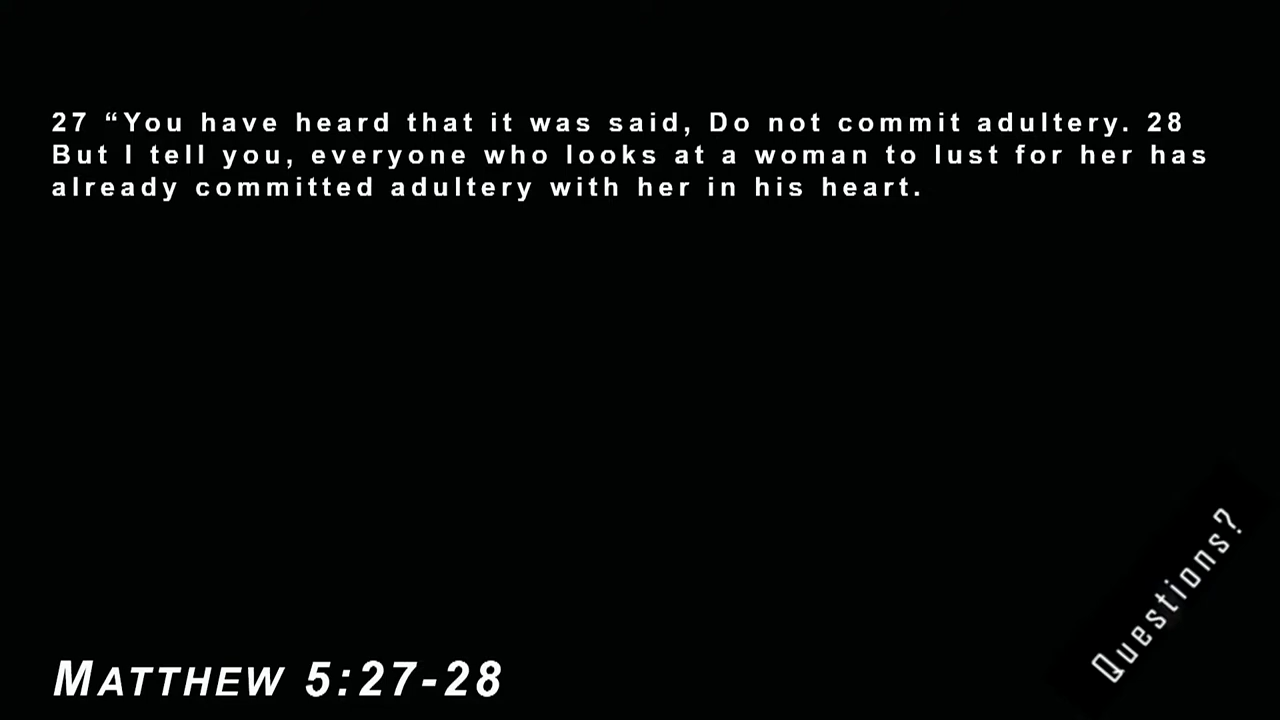 27 “You have heard that it was said, Do not commit adultery. 28
But I tell you, everyone who looks at a woman to lust for her has
already committed adultery with her in his heart.
Questions?
MATTHEW 5:27-28